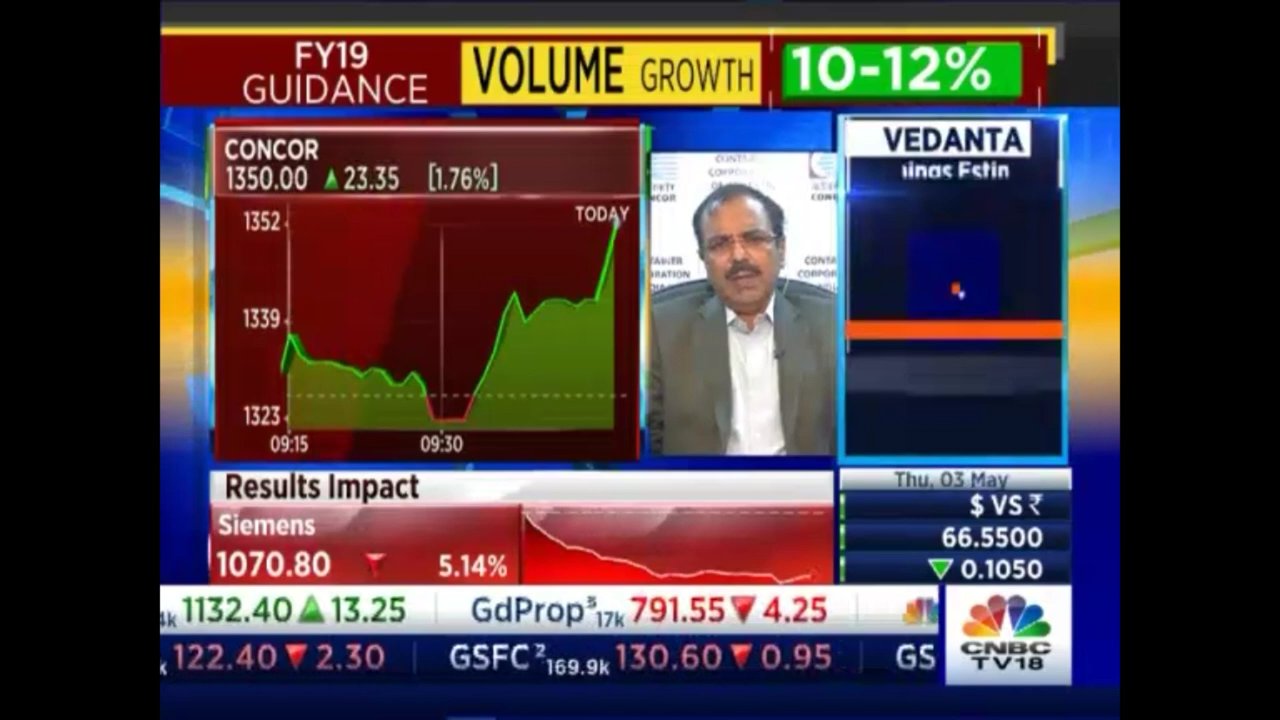 FY19
GUIDANCE
VOLUME GROWTH
10-12%
CONCOR
1350.00 ▲ 23.35 [1.76%]
TODAY
1352
1339
1323
09:15 09:30
VEDANTA
Results Impact
Siemens
1070.80 ▼ 5.14%
Thu, 03 May
$ VS ₹
66.5500
▽ 0.1050
1132.40 ▲ 13.25 GdProp³ 17k 791.55 ▼ 4.25
122.40 ▼ 2.30 GSFC² 169.9k 130.60 ▼ 0.95 GS
CNBC
TV18